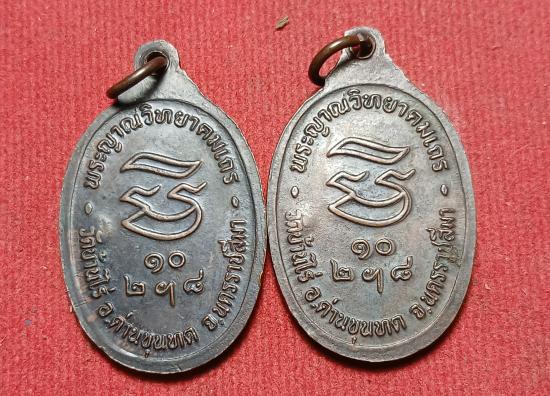 - พระญาณวิทยาคมเถร -
๑๐
๒ ๗ ๔
วัดบ้านไร่ อ.ด่านขุนทด จ.นครราชสีมา
- พระญาณวิทยาคมเถร -
๑๐
๒ ๗ ๔
วัดบ้านไร่ อ.ด่านขุนทด จ.นครราชสีมา